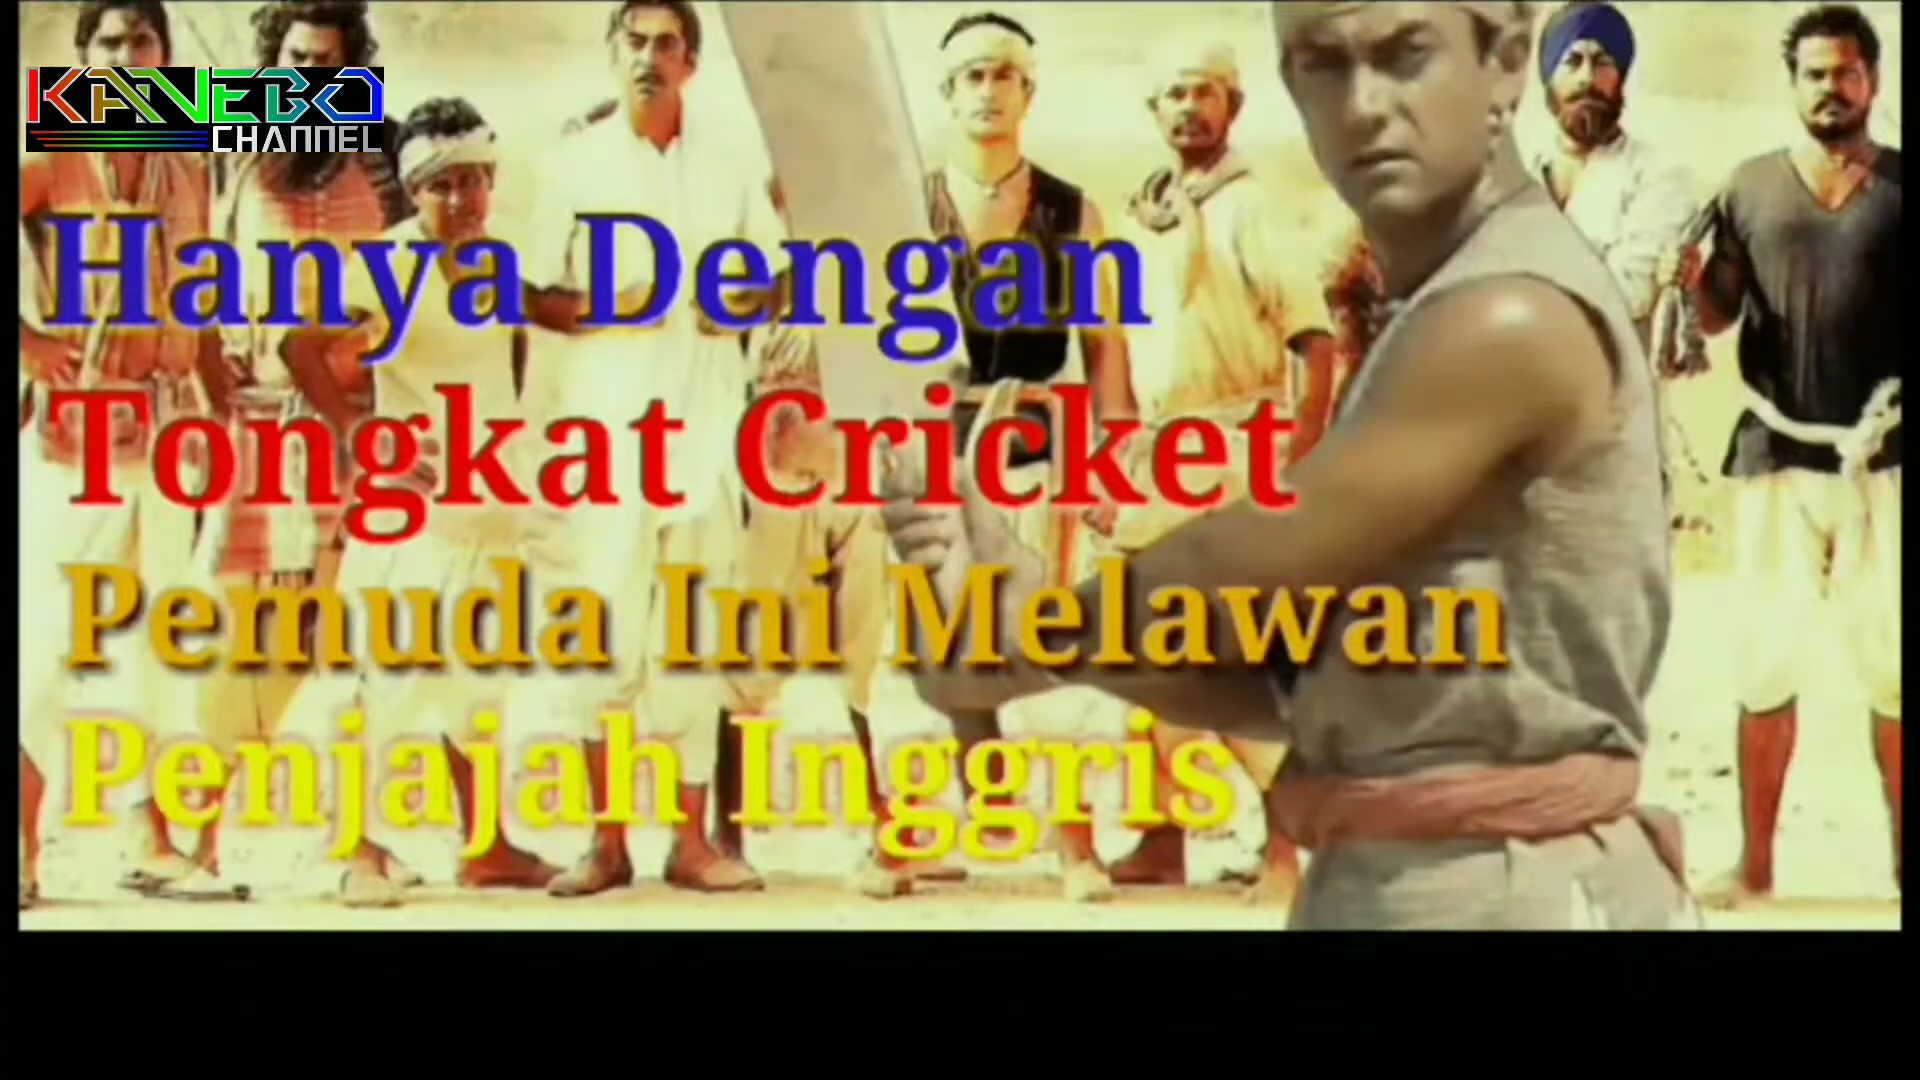 KANEBO
CHANNEL
Hanya Dengan
Tongkat Cricket
Pemuda Ini Melawan
Penjajah Inggris